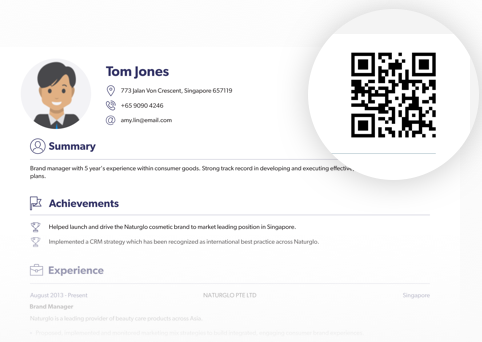 Tom Jones
773 Jalan Von Crescent, Singapore 657119
+65 9090 4246
amy.lin@email.com
Summary
Brand manager with 5 year's experience within consumer goods. Strong track record in developing and executing effective
plans.
Achievements
Helped launch and drive the Naturglo cosmetic brand to market leading position in Singapore.
Implemented a CRM strategy which has been recognized as international best practice across Naturglo.
Experience
August 2013 - Present NATURGLO PTE LTD Singapore
Brand Manager
Naturglo is leading provider of beauty care products across Asia